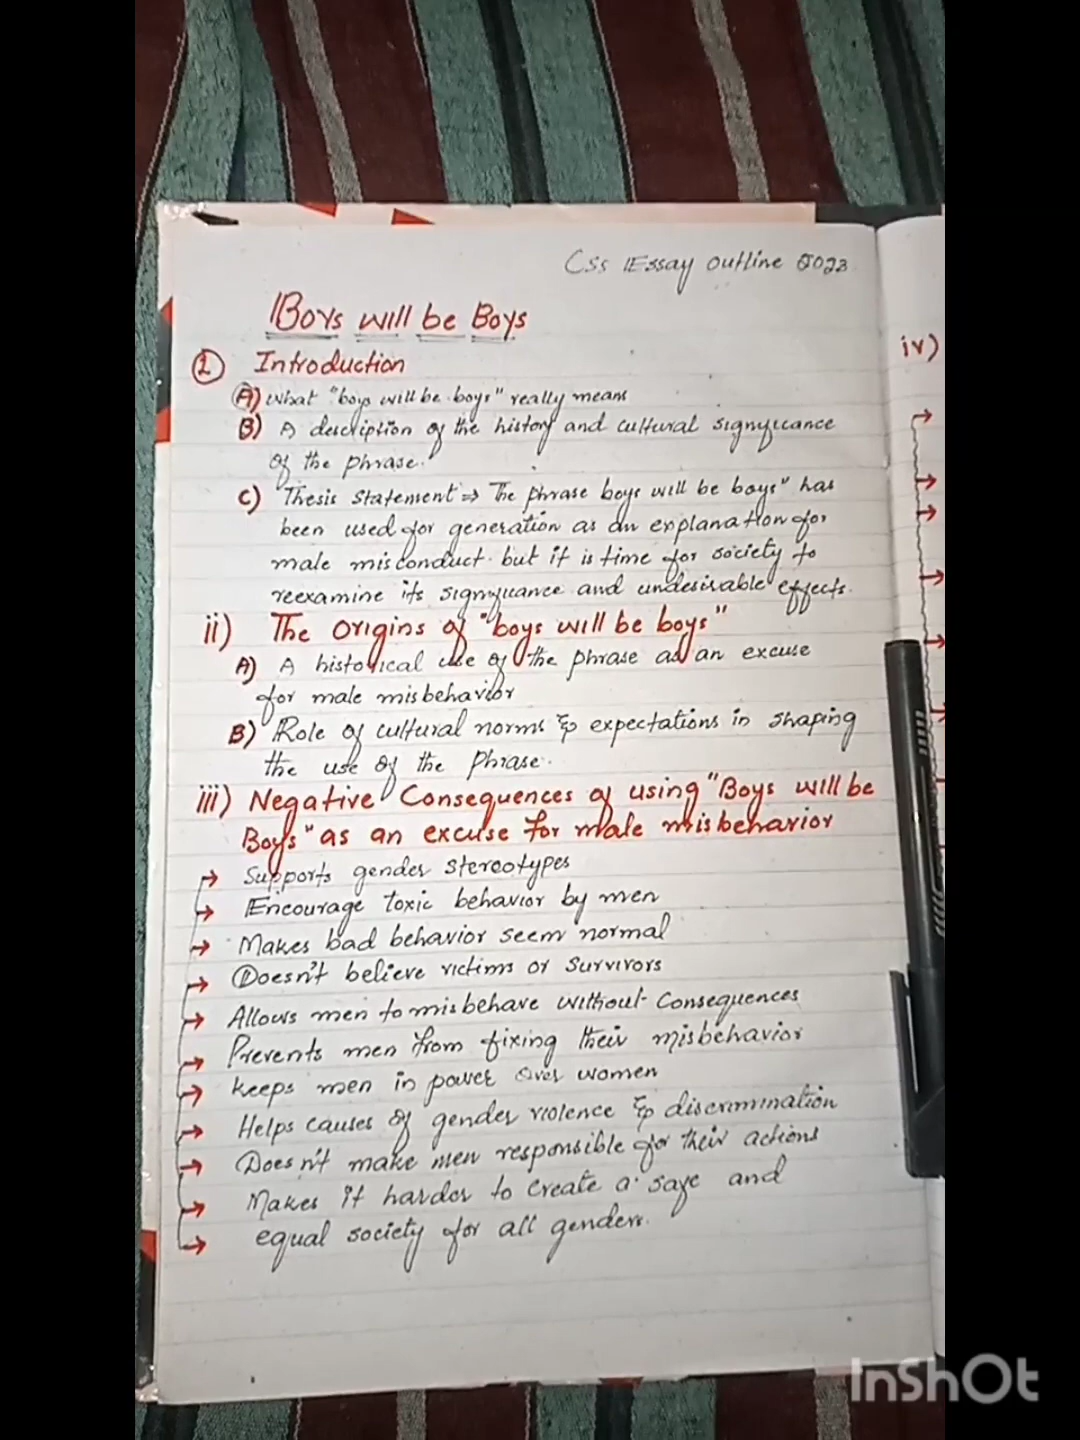 Css Essay outline 2023
Boys will be Boys
1 Introduction
A) What "boys will be boys" really means
B) A description of the history and cultural significance
of the phrase.
C) Thesis Statement ⇒ The phrase boys will be boys" has
been used for generation as an explanation for
male misconduct. but it is time for society to
reexamine its significance and undesirable effects.
ii) The origins of "boys will be boys"
A) A historical use of the phrase as an excuse
for male misbehavior
B) Role of cultural norms & expectations in shaping
the use of the phrase.
iii) Negative Consequences of using "Boys will be
Boys" as an excuse for male misbehavior
→ Supports gender stereotypes
→ Encourage toxic behavior by men
→ Makes bad behavior seem normal
→ Doesn't believe victims or survivors
→ Allows men to misbehave without consequences
→ Prevents men from fixing their misbehavior
→ keeps men in power over women
→ Helps causes of gender violence & discrimination
→ Doesn't make men responsible for their actions
→ Makes it harder to create a safe and
→ equal society for all genders.
iv)
InShOt